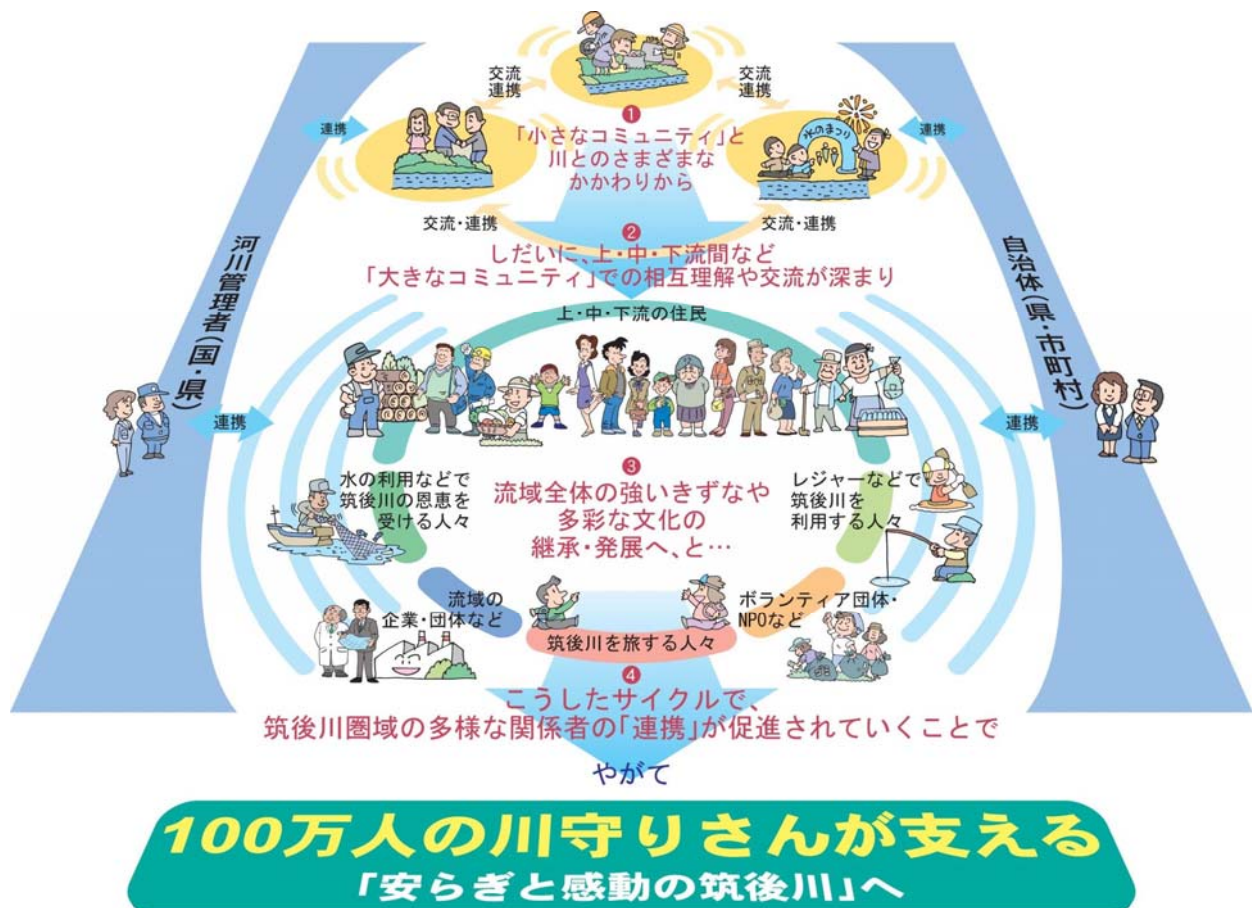 交流
連携
交流
連携
連携
連携
水のまつり
❶
「小さなコミュニティ」と
川とのさまざまな
かかわりから
交流・連携
交流・連携
❷
しだいに、上・中・下流間など
「大きなコミュニティ」での相互理解や交流が深まり
河川管理者(国・県)
自治体(県・市町村)
上・中・下流の住民
連携
連携
水の利用などで
筑後川の恩恵を
受ける人々
❸
流域全体の強いきずなや
多彩な文化の
継承・発展へ、と…
レジャーなどで
筑後川を
利用する人々
流域の
企業・団体など
筑後川を旅する人々
ボランティア団体・
NPOなど
❹
こうしたサイクルで、
筑後川圏域の多様な関係者の「連携」が促進されていくことで
やがて
100万人の川守りさんが支える
「安らぎと感動の筑後川」へ